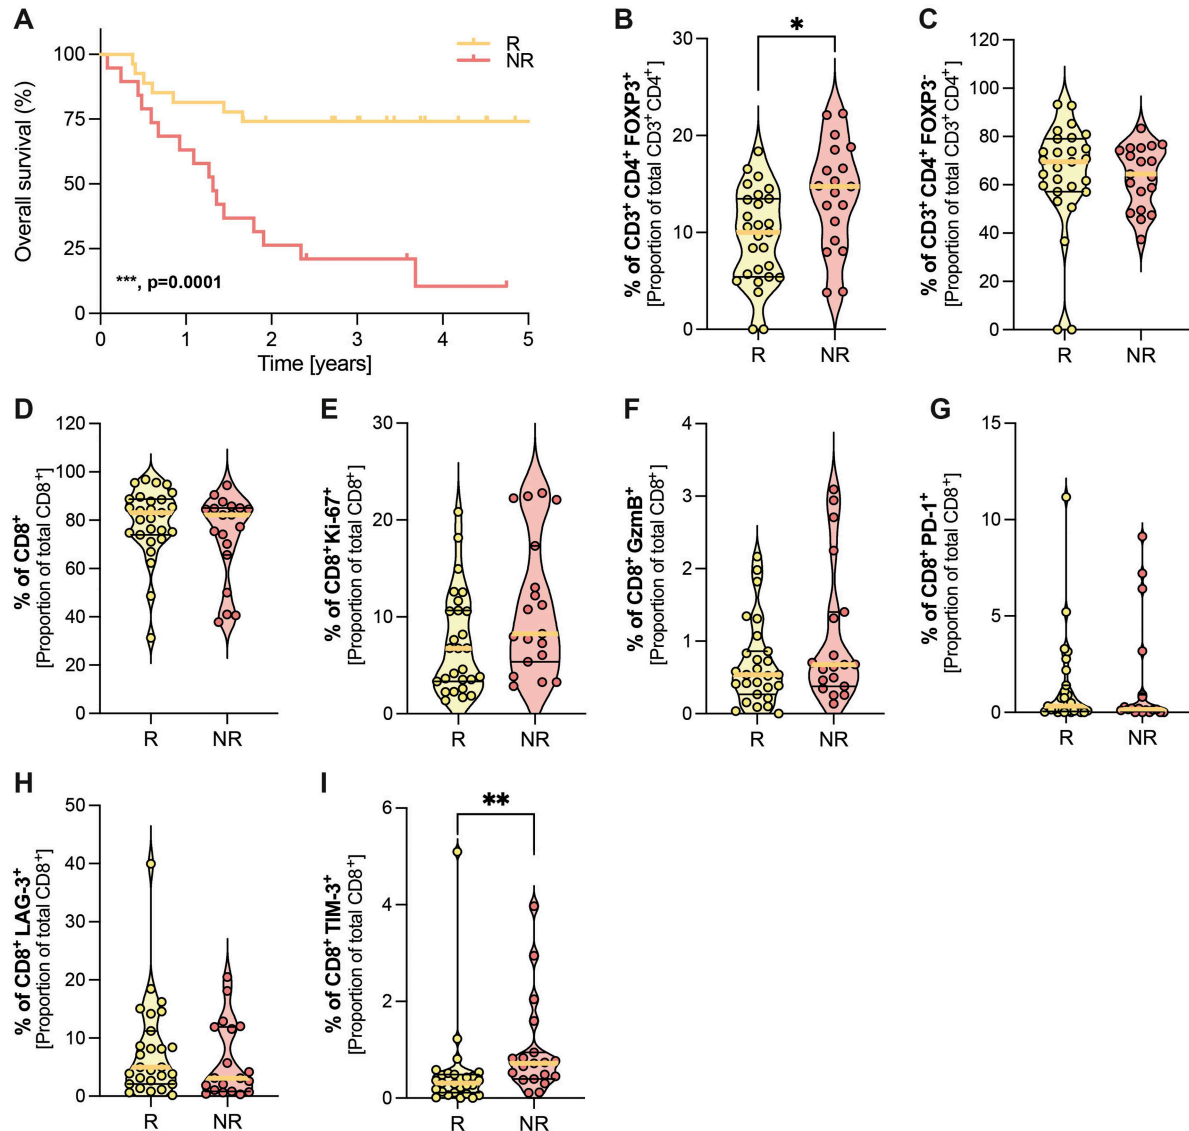 A
Overall survival (%)
100
75
50
25
0
R
NR
***, p=0.0001
0 1 2 3 4 5
Time [years]
B
% of CD3⁺ CD4⁺ FOXP3⁺
[Proportion of total CD3⁺ CD4⁺]
30
20
10
0
*
R NR
C
% of CD3⁺ CD4⁺ FOXP3⁻
[Proportion of total CD3⁺ CD4⁺]
120
100
80
60
40
20
0
R NR
D
% of CD8⁺
[Proportion of total CD8⁺]
120
100
80
60
40
20
0
R NR
E
% of CD8⁺Ki-67⁺
[Proportion of total CD8⁺]
30
20
10
0
R NR
F
% of CD8⁺ GzmB⁺
[Proportion of total CD8⁺]
4
3
2
1
0
R NR
G
% of CD8⁺ PD-1⁺
[Proportion of total CD8⁺]
15
10
5
0
R NR
H
% of CD8⁺ LAG-3⁺
[Proportion of total CD8⁺]
50
40
30
20
10
0
R NR
I
% of CD8⁺ TIM-3⁺
[Proportion of total CD8⁺]
6
4
2
0
**
R NR